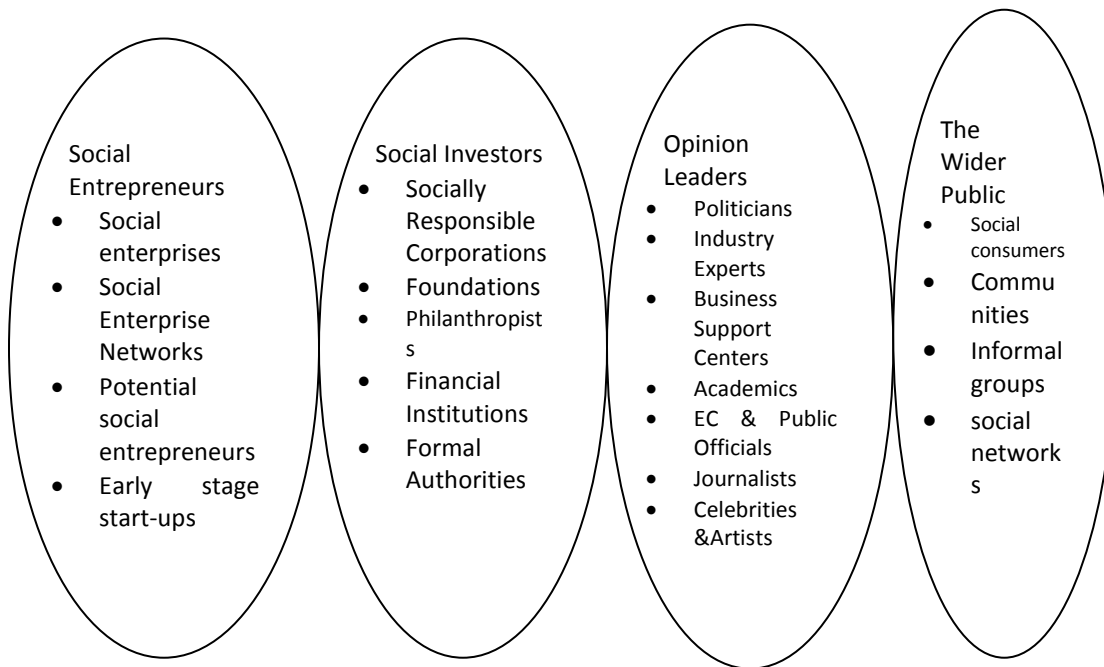 Social
Entrepreneurs
• Social
enterprises
• Social
Enterprise
Networks
• Potential
social
entrepreneurs
• Early stage
start-ups
Social Investors
• Socially
Responsible
Corporations
• Foundations
• Philanthropist
s
• Financial
Institutions
• Formal
Authorities
Opinion
Leaders
• Politicians
• Industry
Experts
• Business
Support
Centers
• Academics
• EC & Public
Officials
• Journalists
• Celebrities
&Artists
The
Wider
Public
• Social
consumers
• Commu
nities
• Informal
groups
• social
network
s